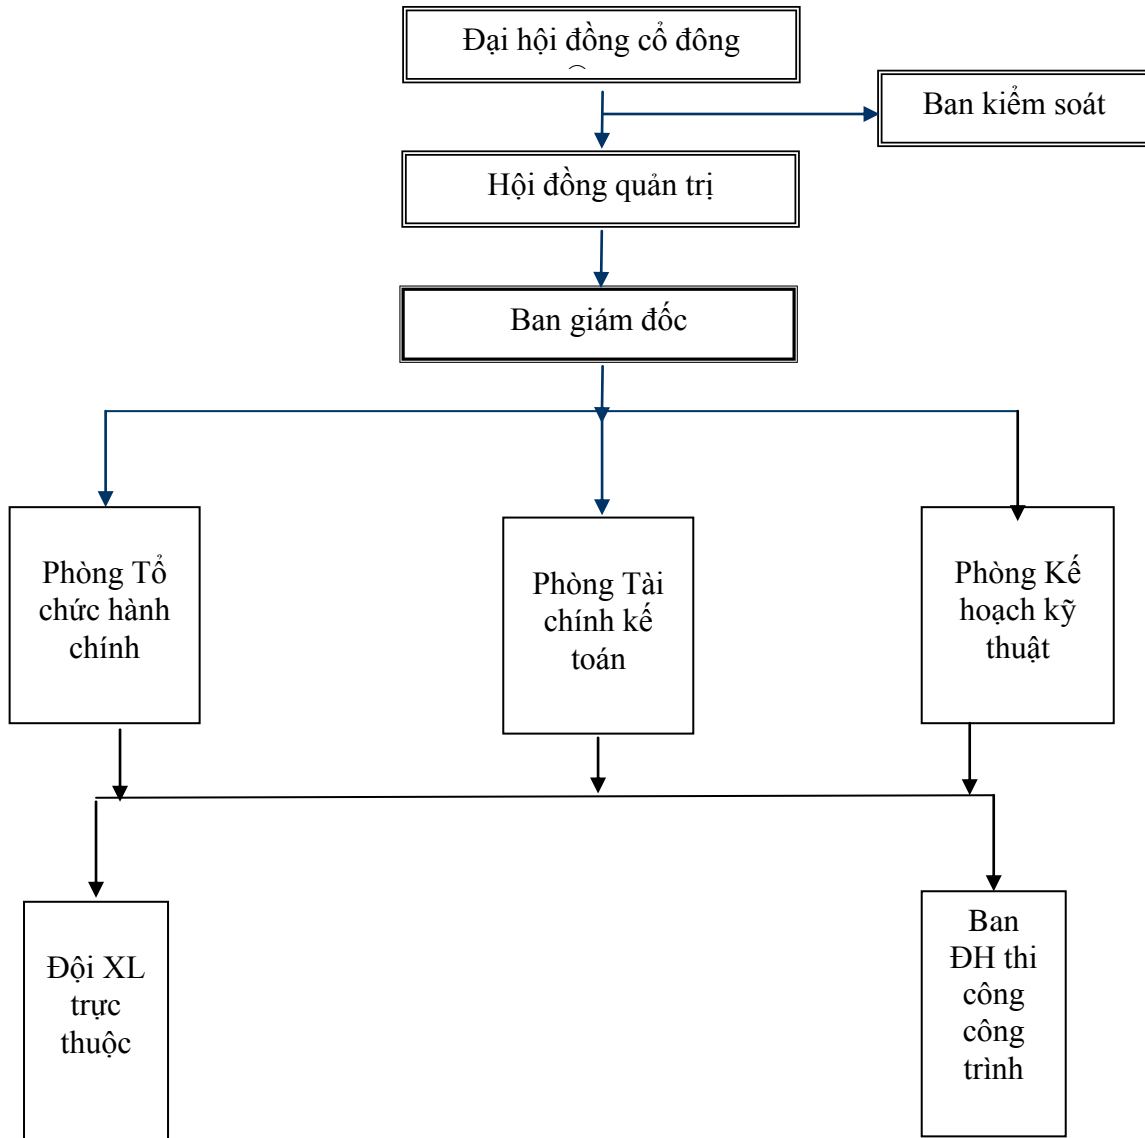 Đại hội đồng cổ đông
Ban kiểm soát
Hội đồng quản trị
Ban giám đốc
Phòng Tổ
chức hành
chính
Phòng Tài
chính kế
toán
Phòng Kế
hoạch kỹ
thuật
Đội XL
trực
thuộc
Ban
ĐH thi
công
công
trình